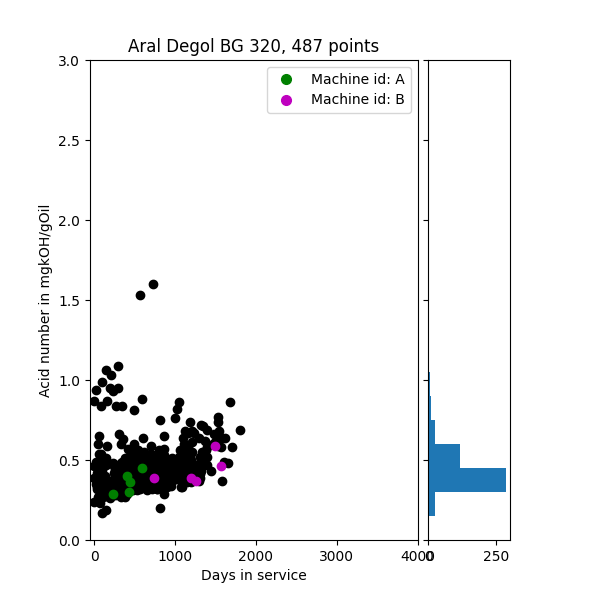 Aral Degol BG 320, 487 points
Machine id: A
Machine id: B
Acid number in mgkOH/gOil
3.0
2.5
2.0
1.5
1.0
0.5
0.0
0 1000 2000 3000 4000
0 250
Days in service